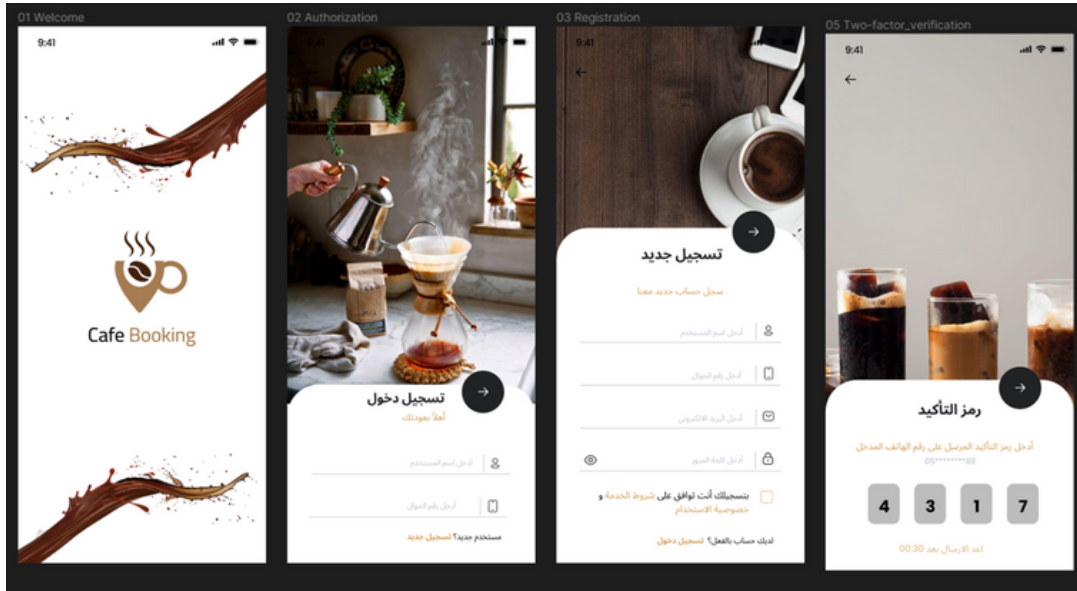 01 Welcome
9:41
Cafe Booking
02 Authorization
9:41
تسجيل دخول
أهلاً بعودتك
أدخل اسم المستخدم
أدخل رقم الجوال
مستخدم جديد؟ تسجيل جديد
03 Registration
9:41
تسجيل جديد
سجل حساب جديد معنا
أدخل اسم المستخدم
أدخل رقم الجوال
أدخل البريد الالكتروني
أدخل كلمة المرور
بتسجيلك أنت توافق على شروط الخدمة و
خصوصية الاستخدام
لديك حساب بالفعل؟ تسجيل دخول
05 Two-factor_verification
9:41
رمز التأكيد
أدخل رمز التأكيد المرسل على رقم الهاتف المدخل
4 3 1 7
اعد الارسال بعد 00:30